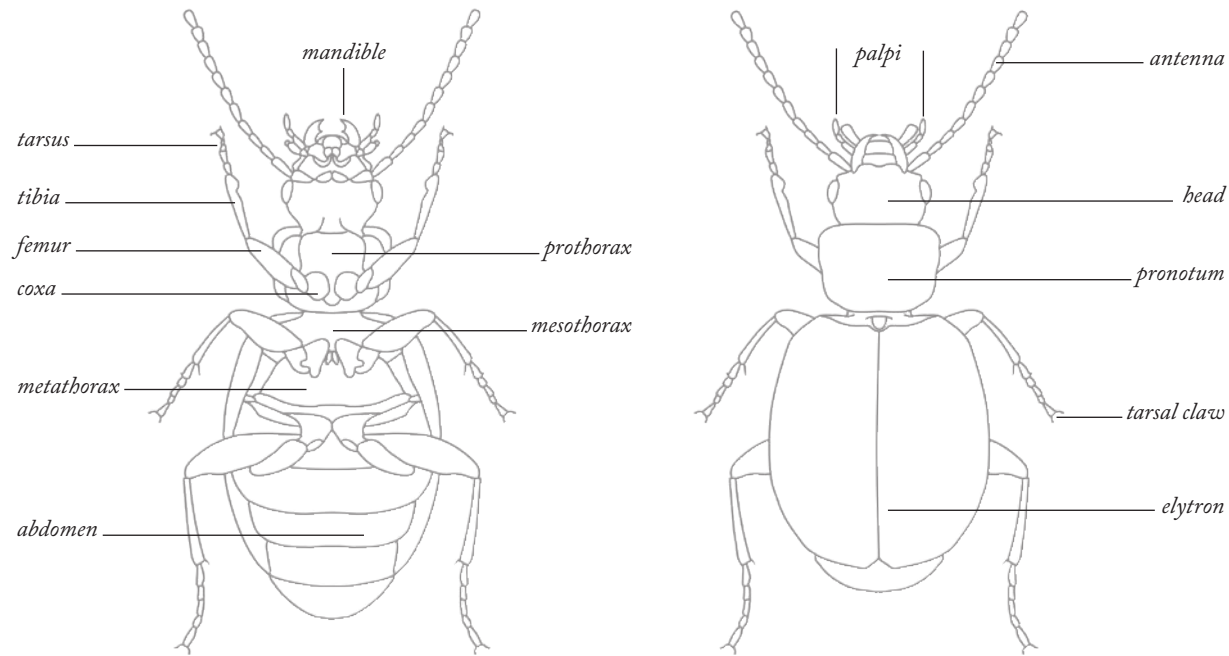 mandible
tarsus
tibia
femur
coxa
prothorax
mesothorax
metathorax
abdomen
palpi
antenna
head
pronotum
tarsal claw
elytron